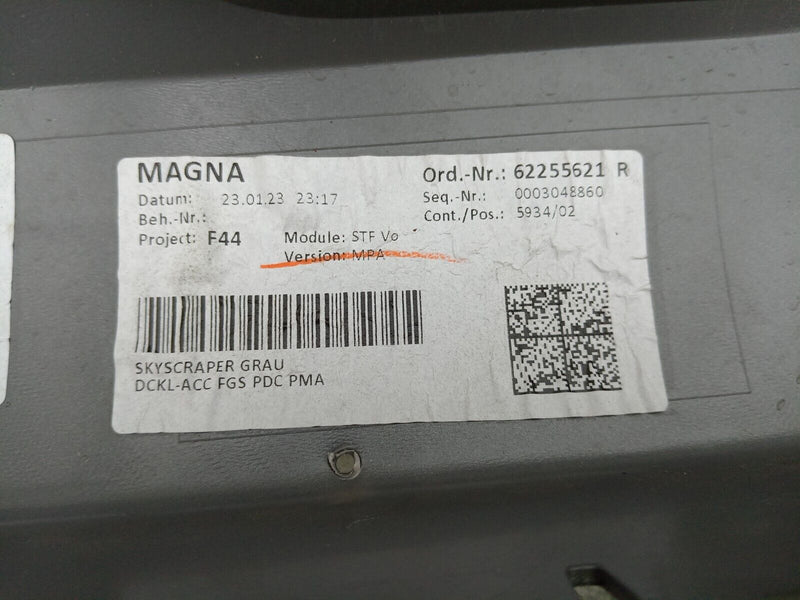 MAGNA
Ord.-Nr.: 62255621 R
Datum: 23.01.23 23:17
Seq.-Nr.: 0003048860
Beh.-Nr.:
Cont./Pos.: 5934/02
Project: F44 Module: STF Vo
Version: MPA
SKYSCRAPER GRAU
DCKL-ACC FGS PDC PMA